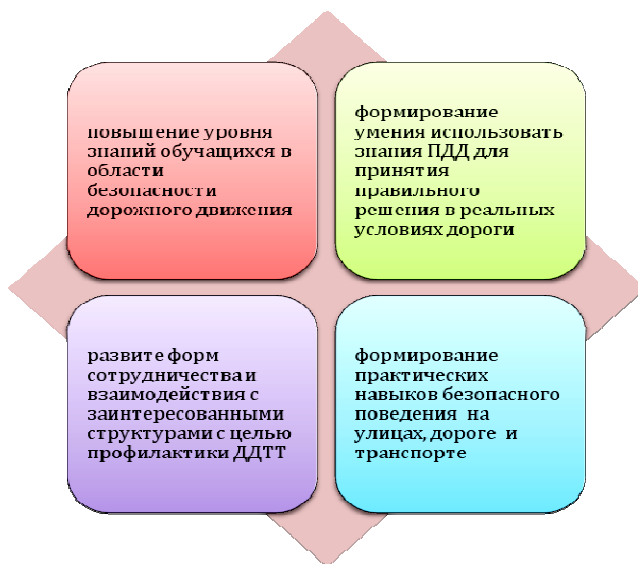 повышение уровня
знаний обучащихся в
области
безопасности
дорожного движения
формирование
умения использовать
знания ПДД для
принятия
правильного
решения в реальных
условиях дороги
развите форм
сотрудничества и
взаимодействия с
заинтересованными
структурами с целью
профилактики ДДТТ
формирование
практических
навыков безопасного
поведения на
улицах, дороге и
транспорте